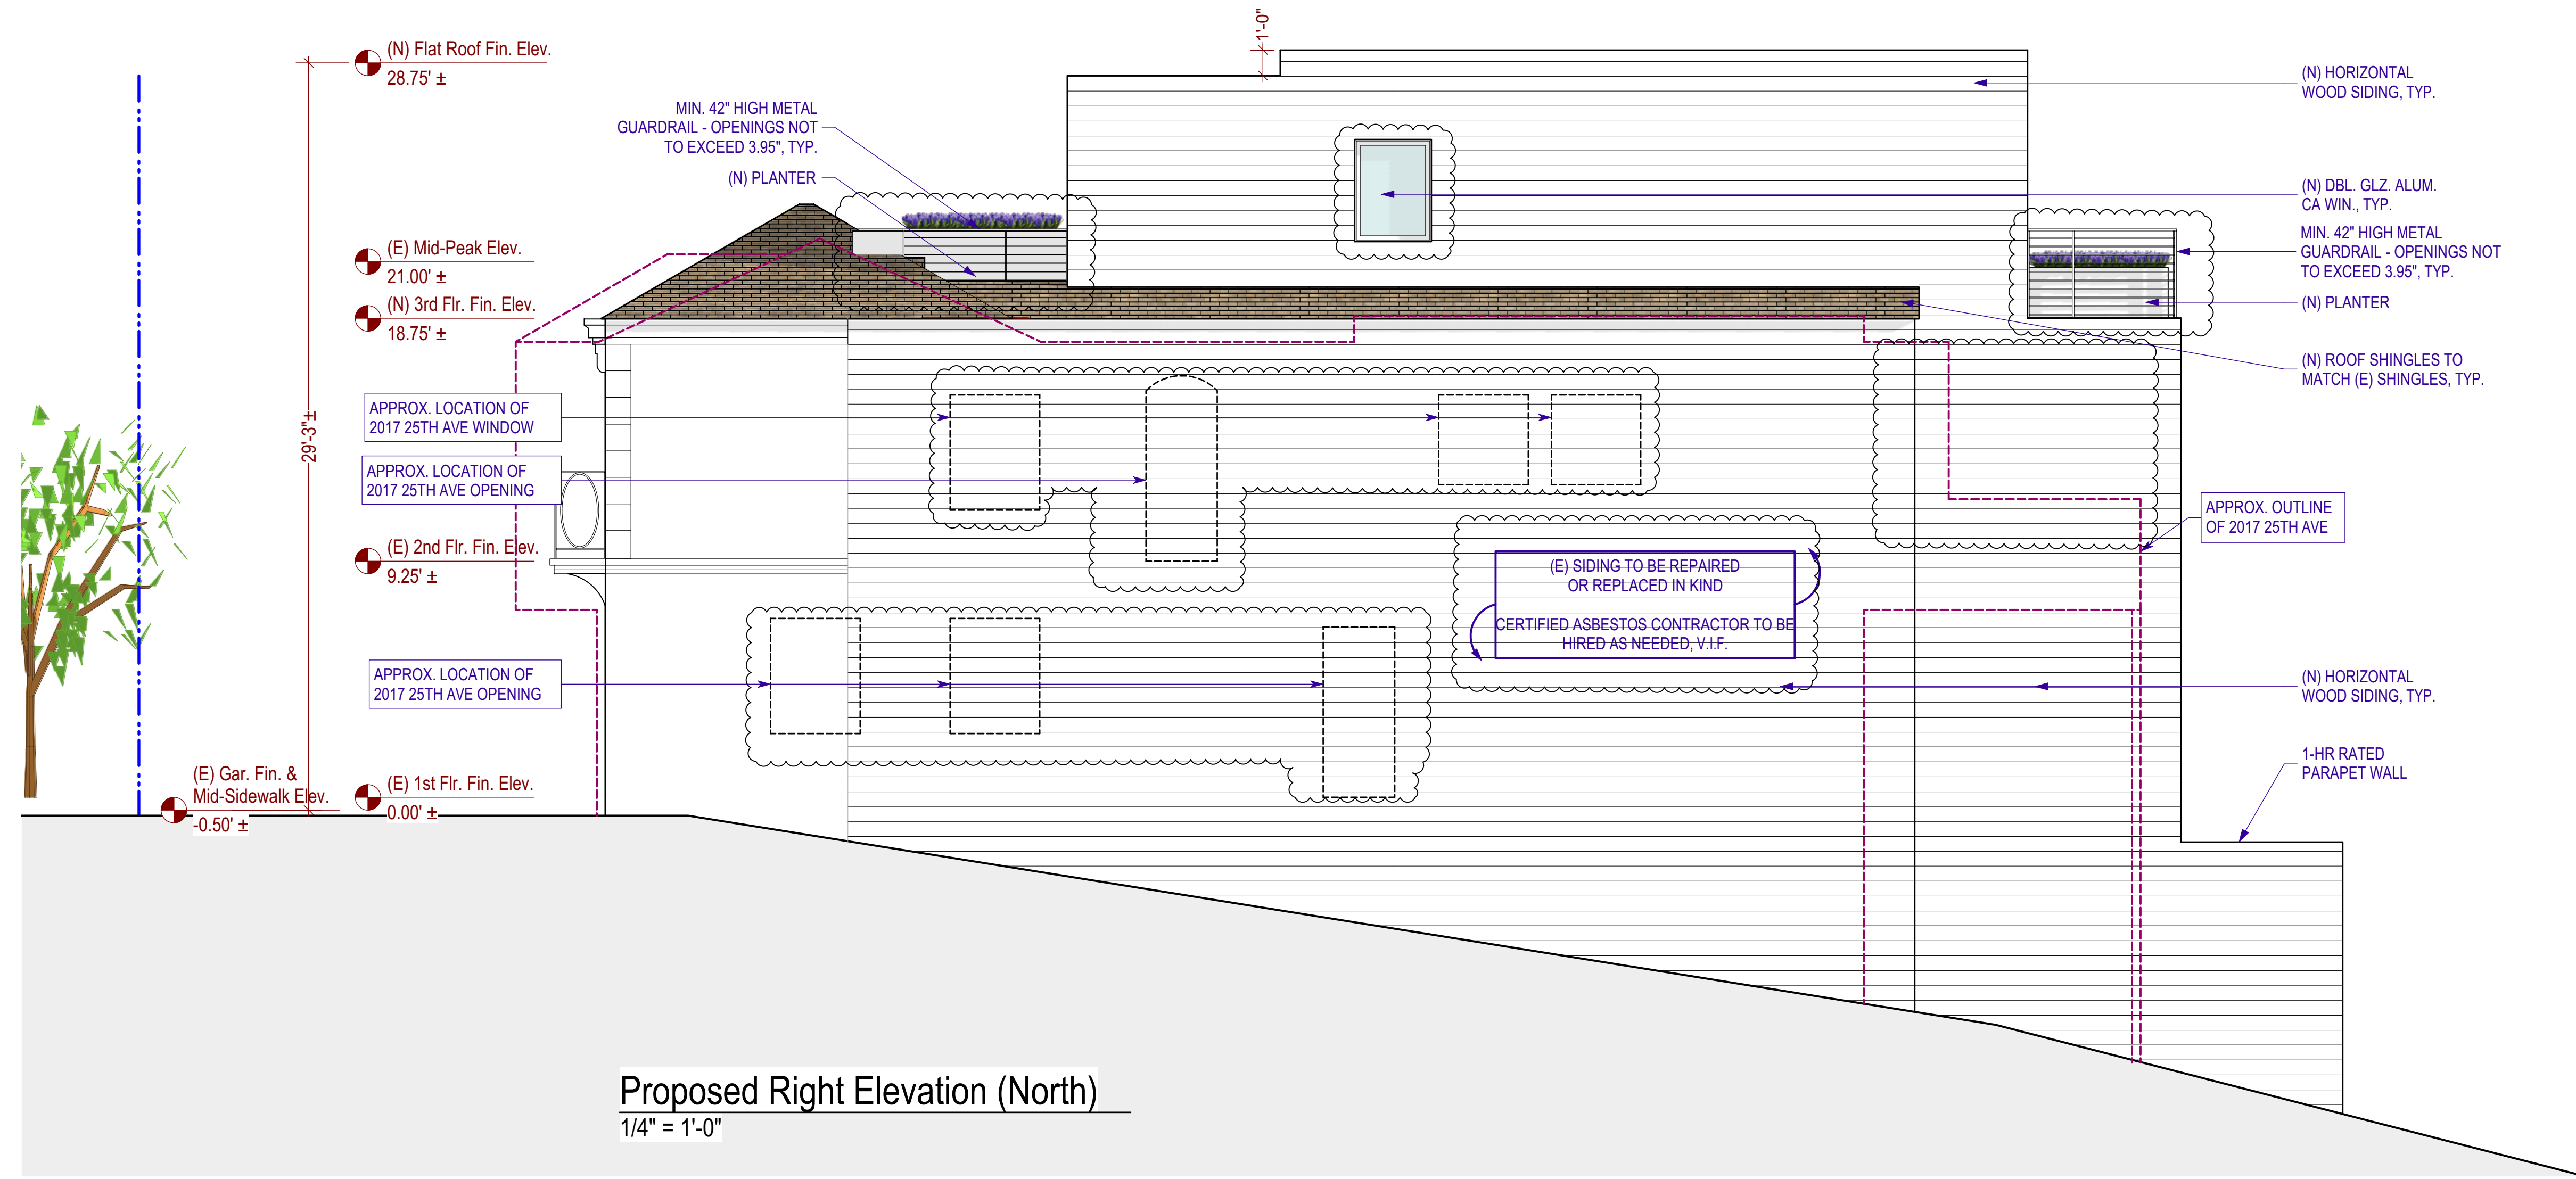 1'-0"
(N) Flat Roof Fin. Elev.
28.75' ±
MIN. 42" HIGH METAL
GUARDRAIL - OPENINGS NOT
TO EXCEED 3.95", TYP.
(N) PLANTER
(E) Mid-Peak Elev.
21.00' ±
(N) 3rd Flr. Fin. Elev.
18.75' ±
29'-3"±
APPROX. LOCATION OF
2017 25TH AVE WINDOW
APPROX. LOCATION OF
2017 25TH AVE OPENING
(E) 2nd Flr. Fin. Elev.
9.25' ±
APPROX. LOCATION OF
2017 25TH AVE OPENING
(E) Gar. Fin. &
Mid-Sidewalk Elev.
-0.50' ±
(E) 1st Flr. Fin. Elev.
0.00' ±
(E) SIDING TO BE REPAIRED
OR REPLACED IN KIND
CERTIFIED ASBESTOS CONTRACTOR TO BE
HIRED AS NEEDED, V.I.F.
(N) HORIZONTAL
WOOD SIDING, TYP.
(N) DBL. GLZ. ALUM.
CA WIN., TYP.
MIN. 42" HIGH METAL
GUARDRAIL - OPENINGS NOT
TO EXCEED 3.95", TYP.
(N) PLANTER
(N) ROOF SHINGLES TO
MATCH (E) SHINGLES, TYP.
APPROX. OUTLINE
OF 2017 25TH AVE
(N) HORIZONTAL
WOOD SIDING, TYP.
1-HR RATED
PARAPET WALL
Proposed Right Elevation (North)
1/4" = 1'-0"